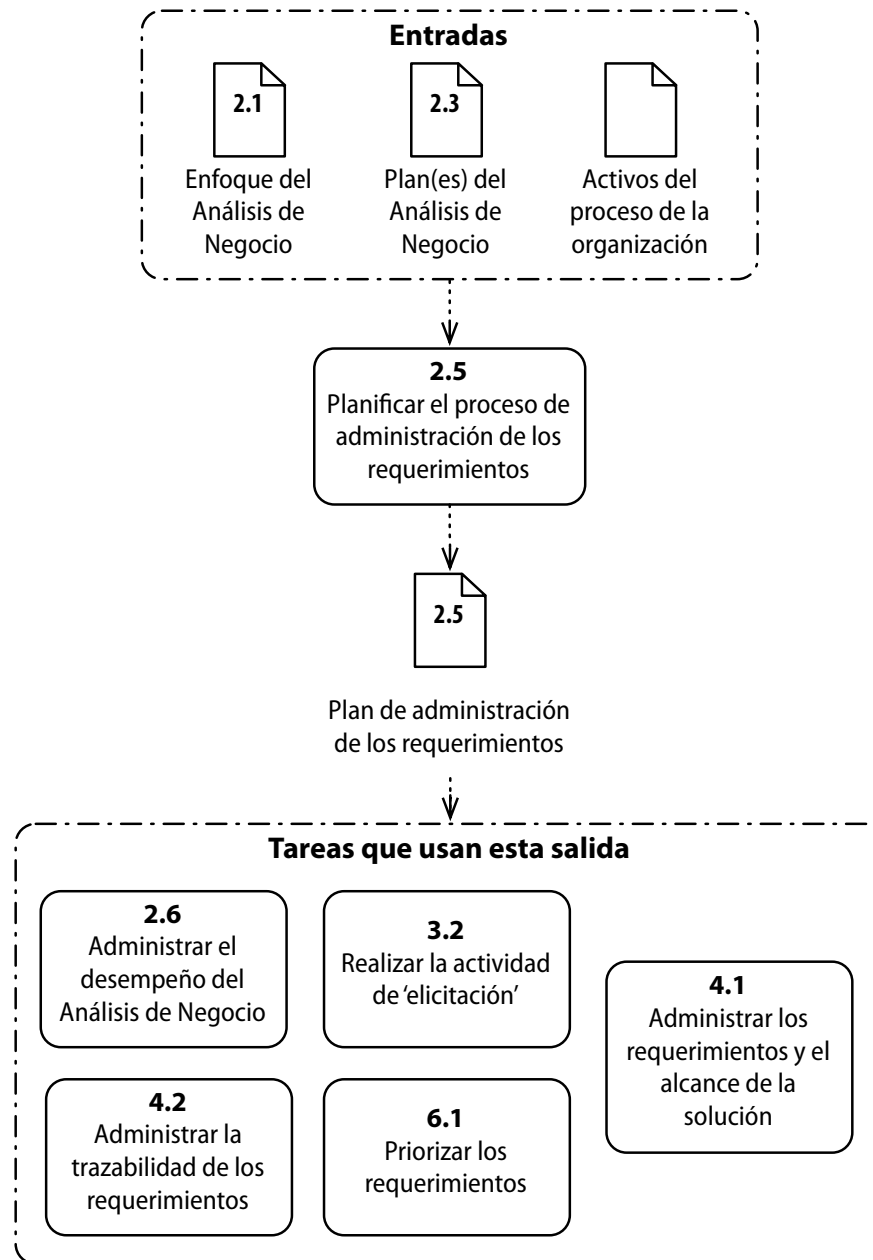 Entradas
2.1
Enfoque del
Análisis de
Negocio
2.3
Plan(es) del
Análisis de
Negocio
Activos del
proceso de la
organización
2.5
Planificar el proceso de
administración de los
requerimientos
2.5
Plan de administración
de los requerimientos
Tareas que usan esta salida
2.6
Administrar el
desempeño del
Análisis de Negocio
3.2
Realizar la actividad
de ‘elicitación’
4.1
Administrar los
requerimientos y el
alcance de la
solución
4.2
Administrar la
trazabilidad de los
requerimientos
6.1
Priorizar los
requerimientos